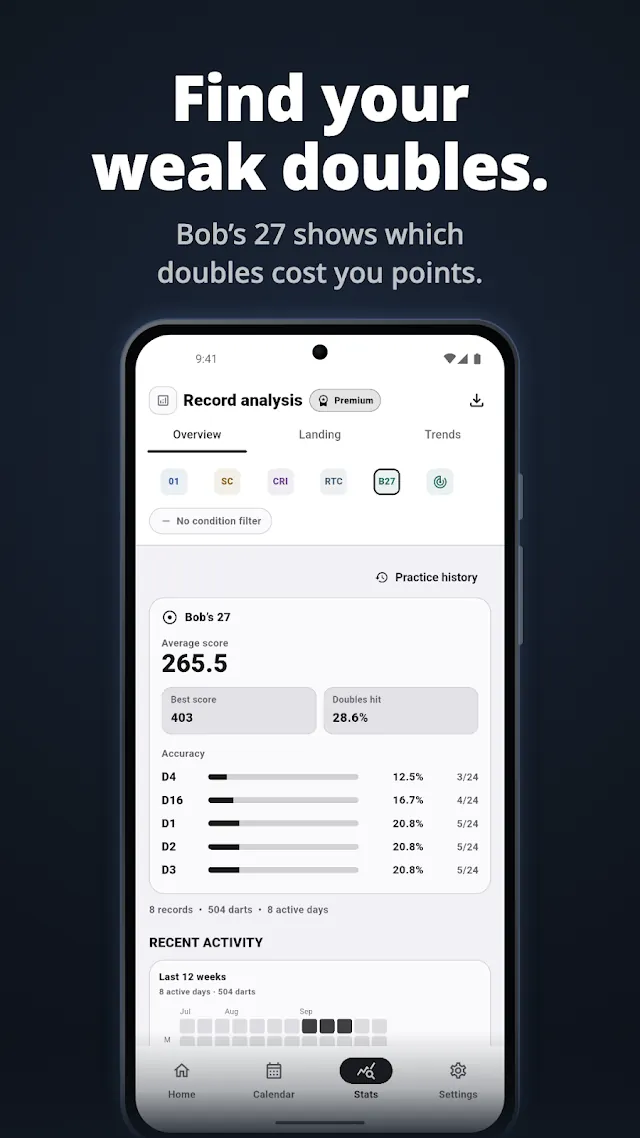 Find your
weak doubles.
Bob's 27 shows which
doubles cost you points.
9:41
Record analysis Premium
Overview Landing Trends
01 SC CRI RTC B27
No condition filter
Practice history
Bob's 27
Average score
265.5
Best score Doubles hit
403 28.6%
Accuracy
D4 12.5% 3/24
D16 16.7% 4/24
D1 20.8% 5/24
D2 20.8% 5/24
D3 20.8% 5/24
8 records • 504 darts • 8 active days
RECENT ACTIVITY
Last 12 weeks
8 active days · 504 darts
Jul Aug Sep
M
Home Calendar Stats Settings